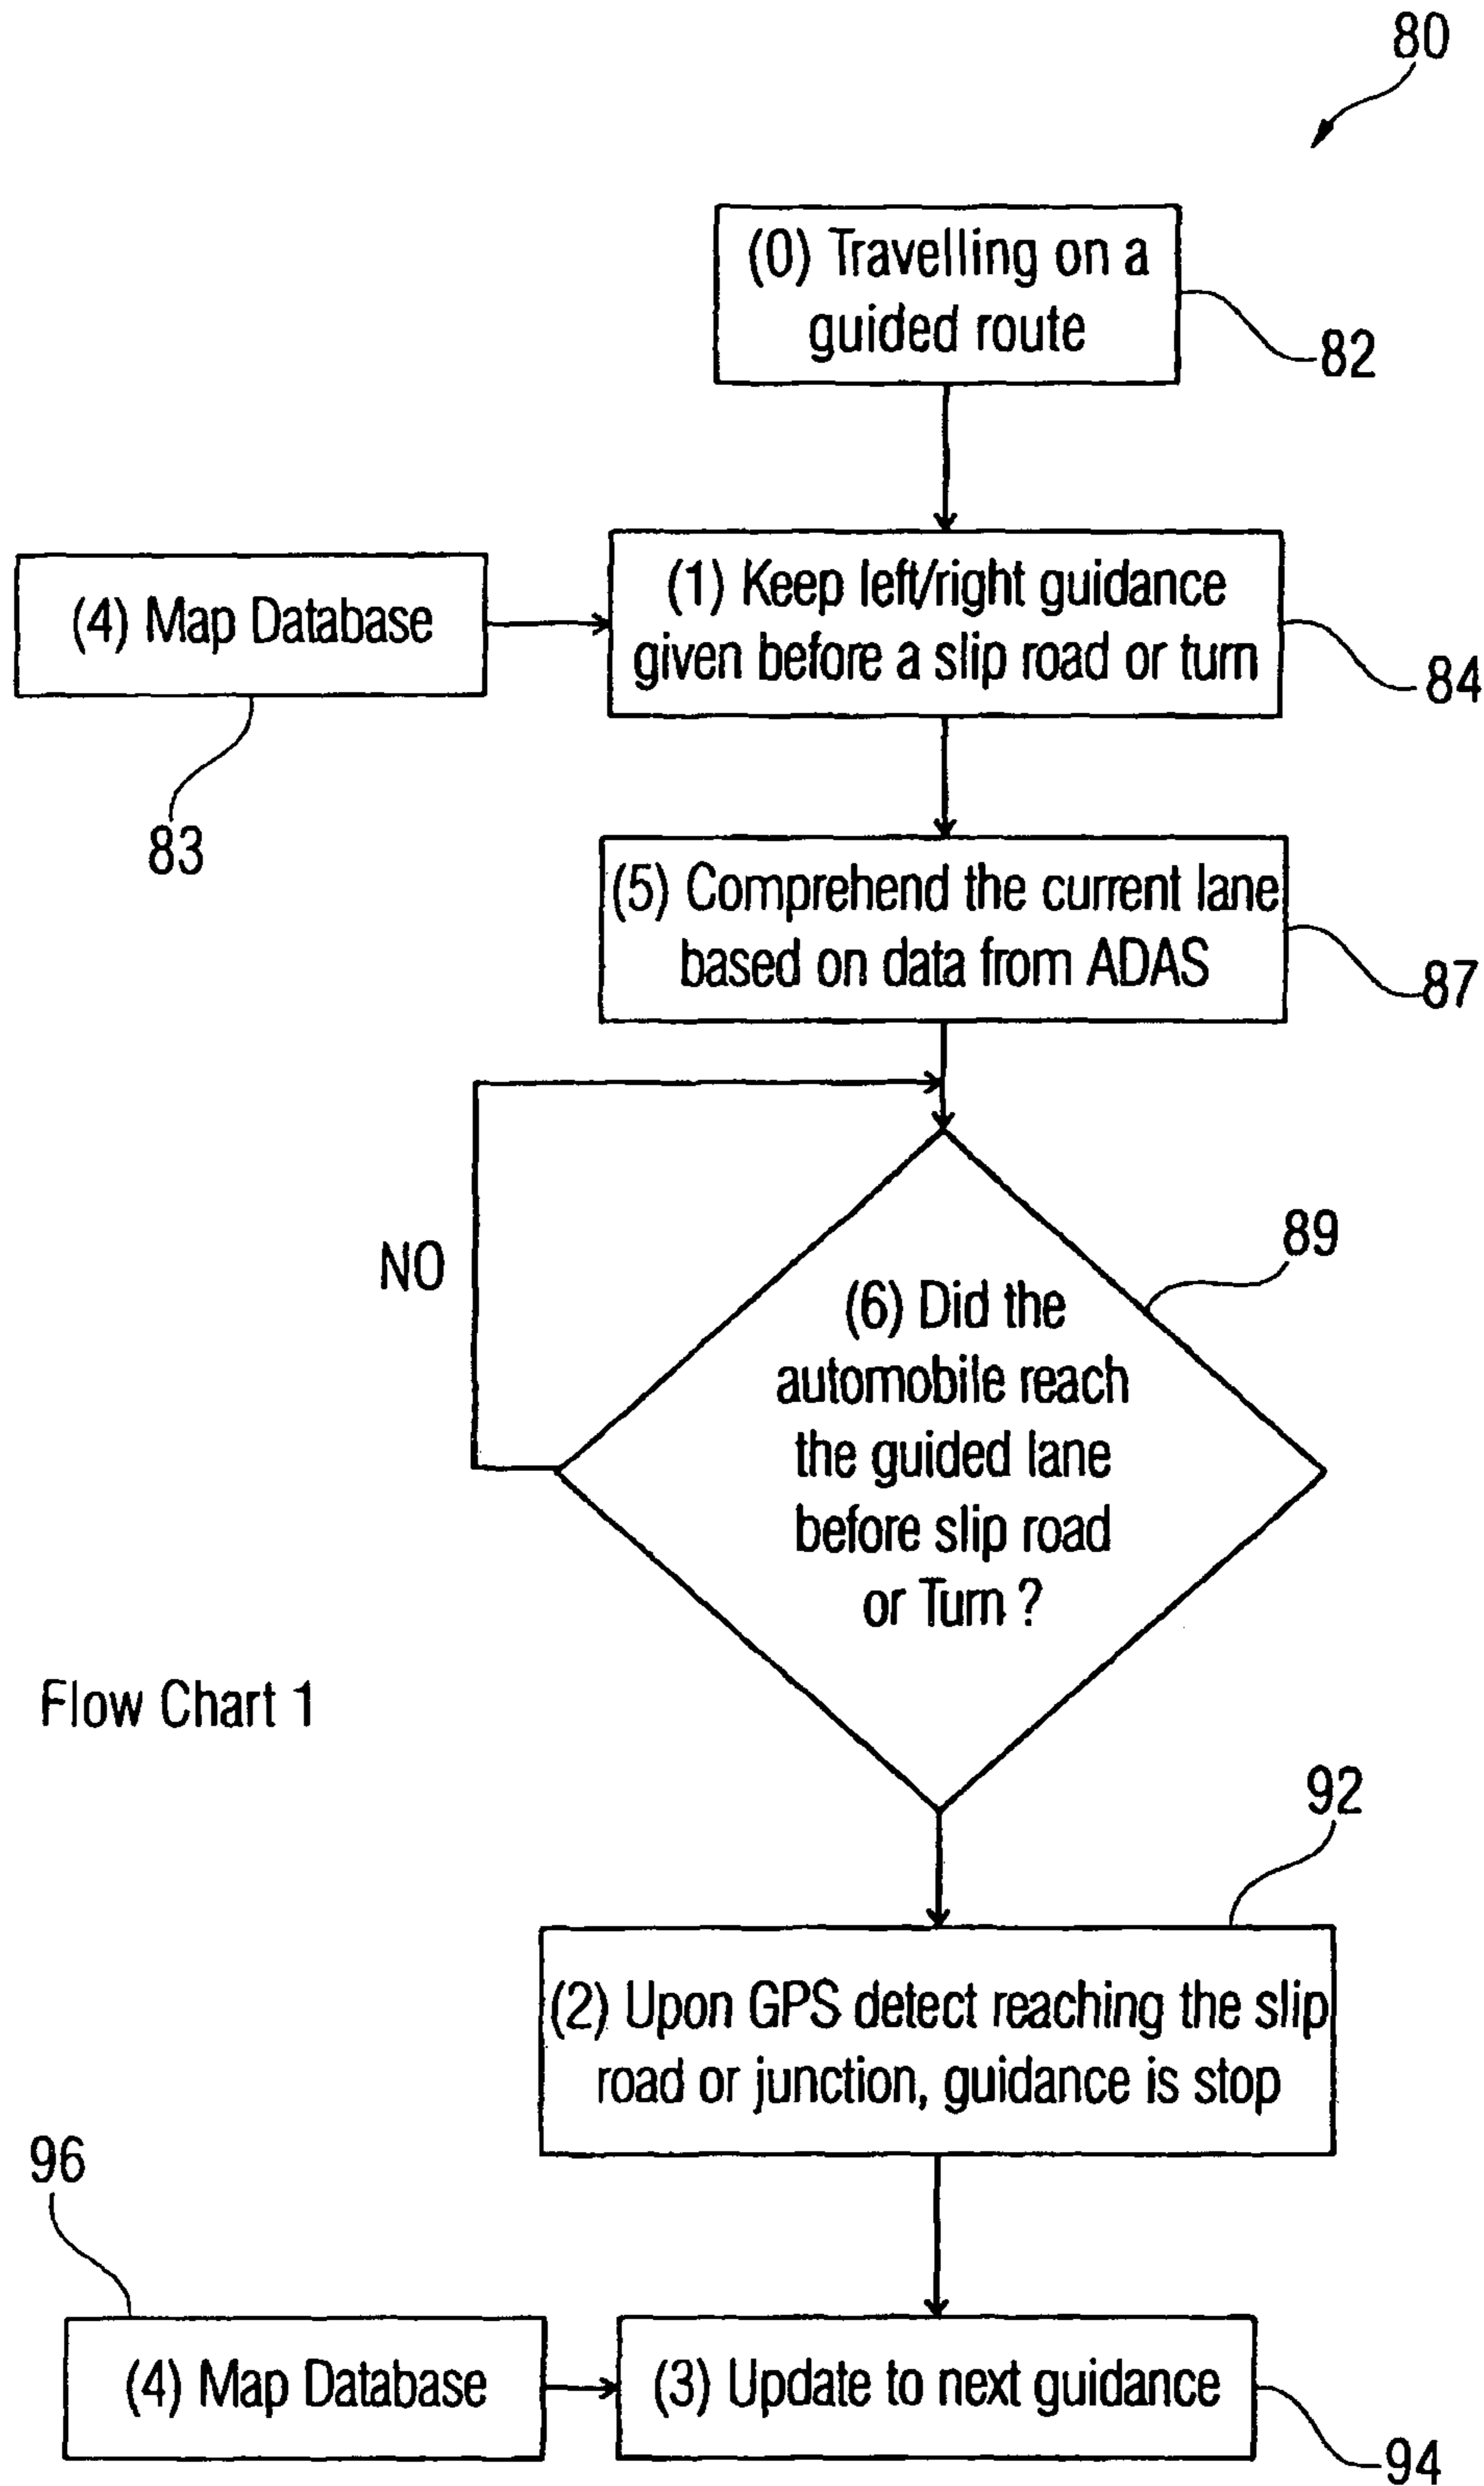 80
(0) Travelling on a
guided route
82
(4) Map Database
83
(1) Keep left/right guidance
given before a slip road or turn
84
(5) Comprehend the current lane
based on data from ADAS
87
NO
89
(6) Did the
automobile reach
the guided lane
before slip road
or Turn ?
Flow Chart 1
92
(2) Upon GPS detect reaching the slip
road or junction, guidance is stop
96
(4) Map Database
(3) Update to next guidance
94